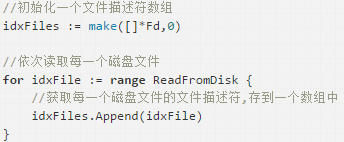 //初始化一个文件描述符数组
idxFiles := make([]*Fd,0)
//依次读取每一个磁盘文件
for idxFile := range ReadFromDisk {
//获取每一个磁盘文件的文件描述符,存到一个数组中
idxFiles.Append(idxFile)
}